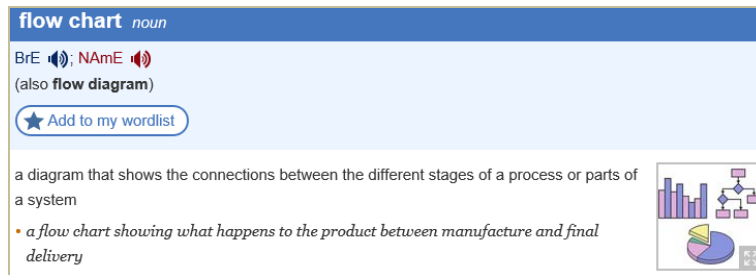 flow chart noun
BrE ; NAmE
(also flow diagram)
Add to my wordlist
a diagram that shows the connections between the different stages of a process or parts of
a system
• a flow chart showing what happens to the product between manufacture and final
delivery